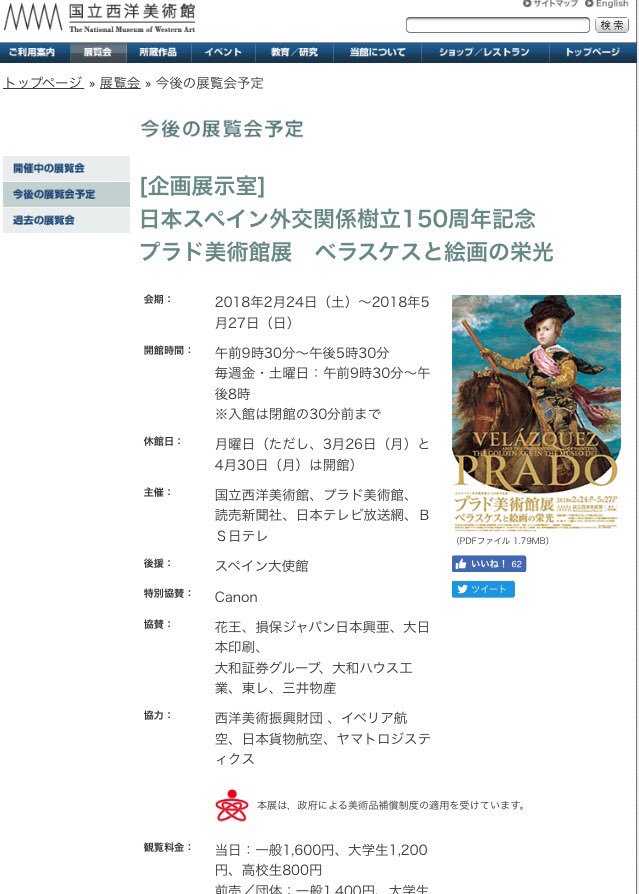 国立西洋美術館
The National Museum of Western Art
サイトマップ English
検索
ご利用案内 展覧会 所蔵作品 イベント 教育／研究 当館について ショップ／レストラン トップページ
トップページ » 展覧会 » 今後の展覧会予定
今後の展覧会予定
開催中の展覧会
今後の展覧会予定
過去の展覧会
[企画展示室]
日本スペイン外交関係樹立150周年記念
プラド美術館展　ベラスケスと絵画の栄光
会期：
2018年2月24日（土）～2018年5
月27日（日）
開館時間：
午前9時30分～午後5時30分
毎週金・土曜日：午前9時30分～午
後8時
※入館は閉館の30分前まで
休館日：
月曜日（ただし、3月26日（月）と
4月30日（月）は開館）
主催：
国立西洋美術館、プラド美術館、
読売新聞社、日本テレビ放送網、Ｂ
Ｓ日テレ
後援：
スペイン大使館
特別協賛：
Canon
協賛：
花王、損保ジャパン日本興亜、大日
本印刷、
大和証券グループ、大和ハウス工
業、東レ、三井物産
協力：
西洋美術振興財団 、イベリア航
空、日本貨物航空、ヤマトロジステ
ィクス
本展は、政府による美術品補償制度の適用を受けています。
観覧料金：
当日：一般1,600円、大学生1,200
円、高校生800円
前売／団体：一般1,400円、大学生
VELÁZQUEZ
AND THE CELEBRATION OF PAINTING:
THE GOLDEN AGE IN THE MUSEO DEL
PRADO
プラド美術館展
ベラスケスと絵画の栄光
2018 2.24 5.27
国立西洋美術館
（PDFファイル 1.79MB）
いいね！ 62
ツイート